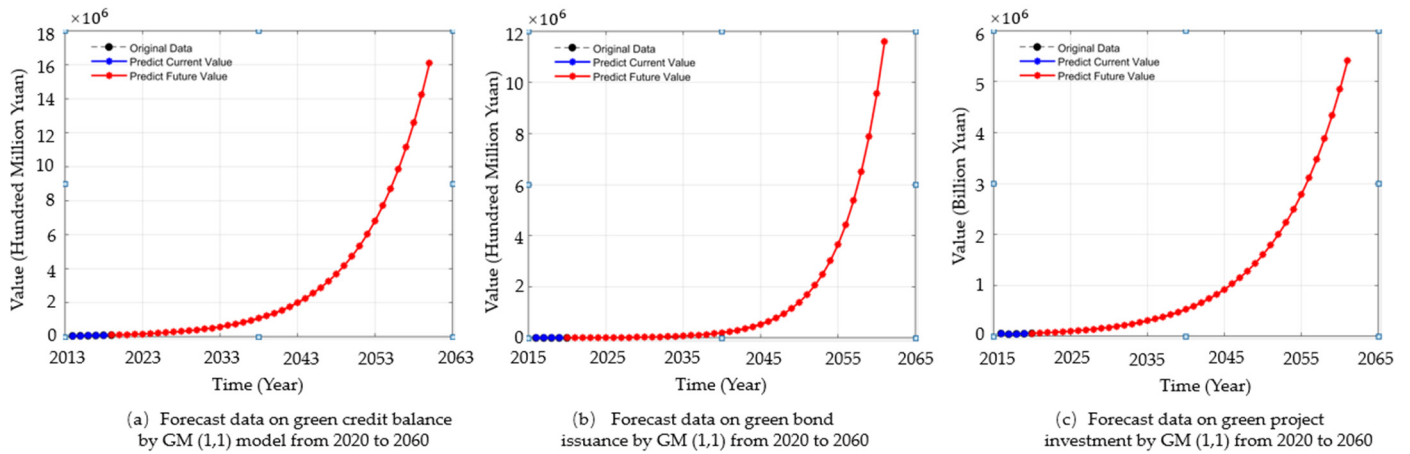 ×10⁶
18
16
14
12
10
8
6
4
2
0
Value (Hundred Million Yuan)
Original Data
Predict Current Value
Predict Future Value
2013 2023 2033 2043 2053 2063
Time (Year)
(a) Forecast data on green credit balance
by GM (1,1) model from 2020 to 2060
×10⁶
12
10
8
6
4
2
0
Value (Hundred Million Yuan)
Original Data
Predict Current Value
Predict Future Value
2015 2025 2035 2045 2055 2065
Time (Year)
(b) Forecast data on green bond
issuance by GM (1,1) from 2020 to 2060
×10⁶
6
5
4
3
2
1
0
Value (Billion Yuan)
Original Data
Predict Current Value
Predict Future Value
2015 2025 2035 2045 2055 2065
Time (Year)
(c) Forecast data on green project
investment by GM (1,1) from 2020 to 2060